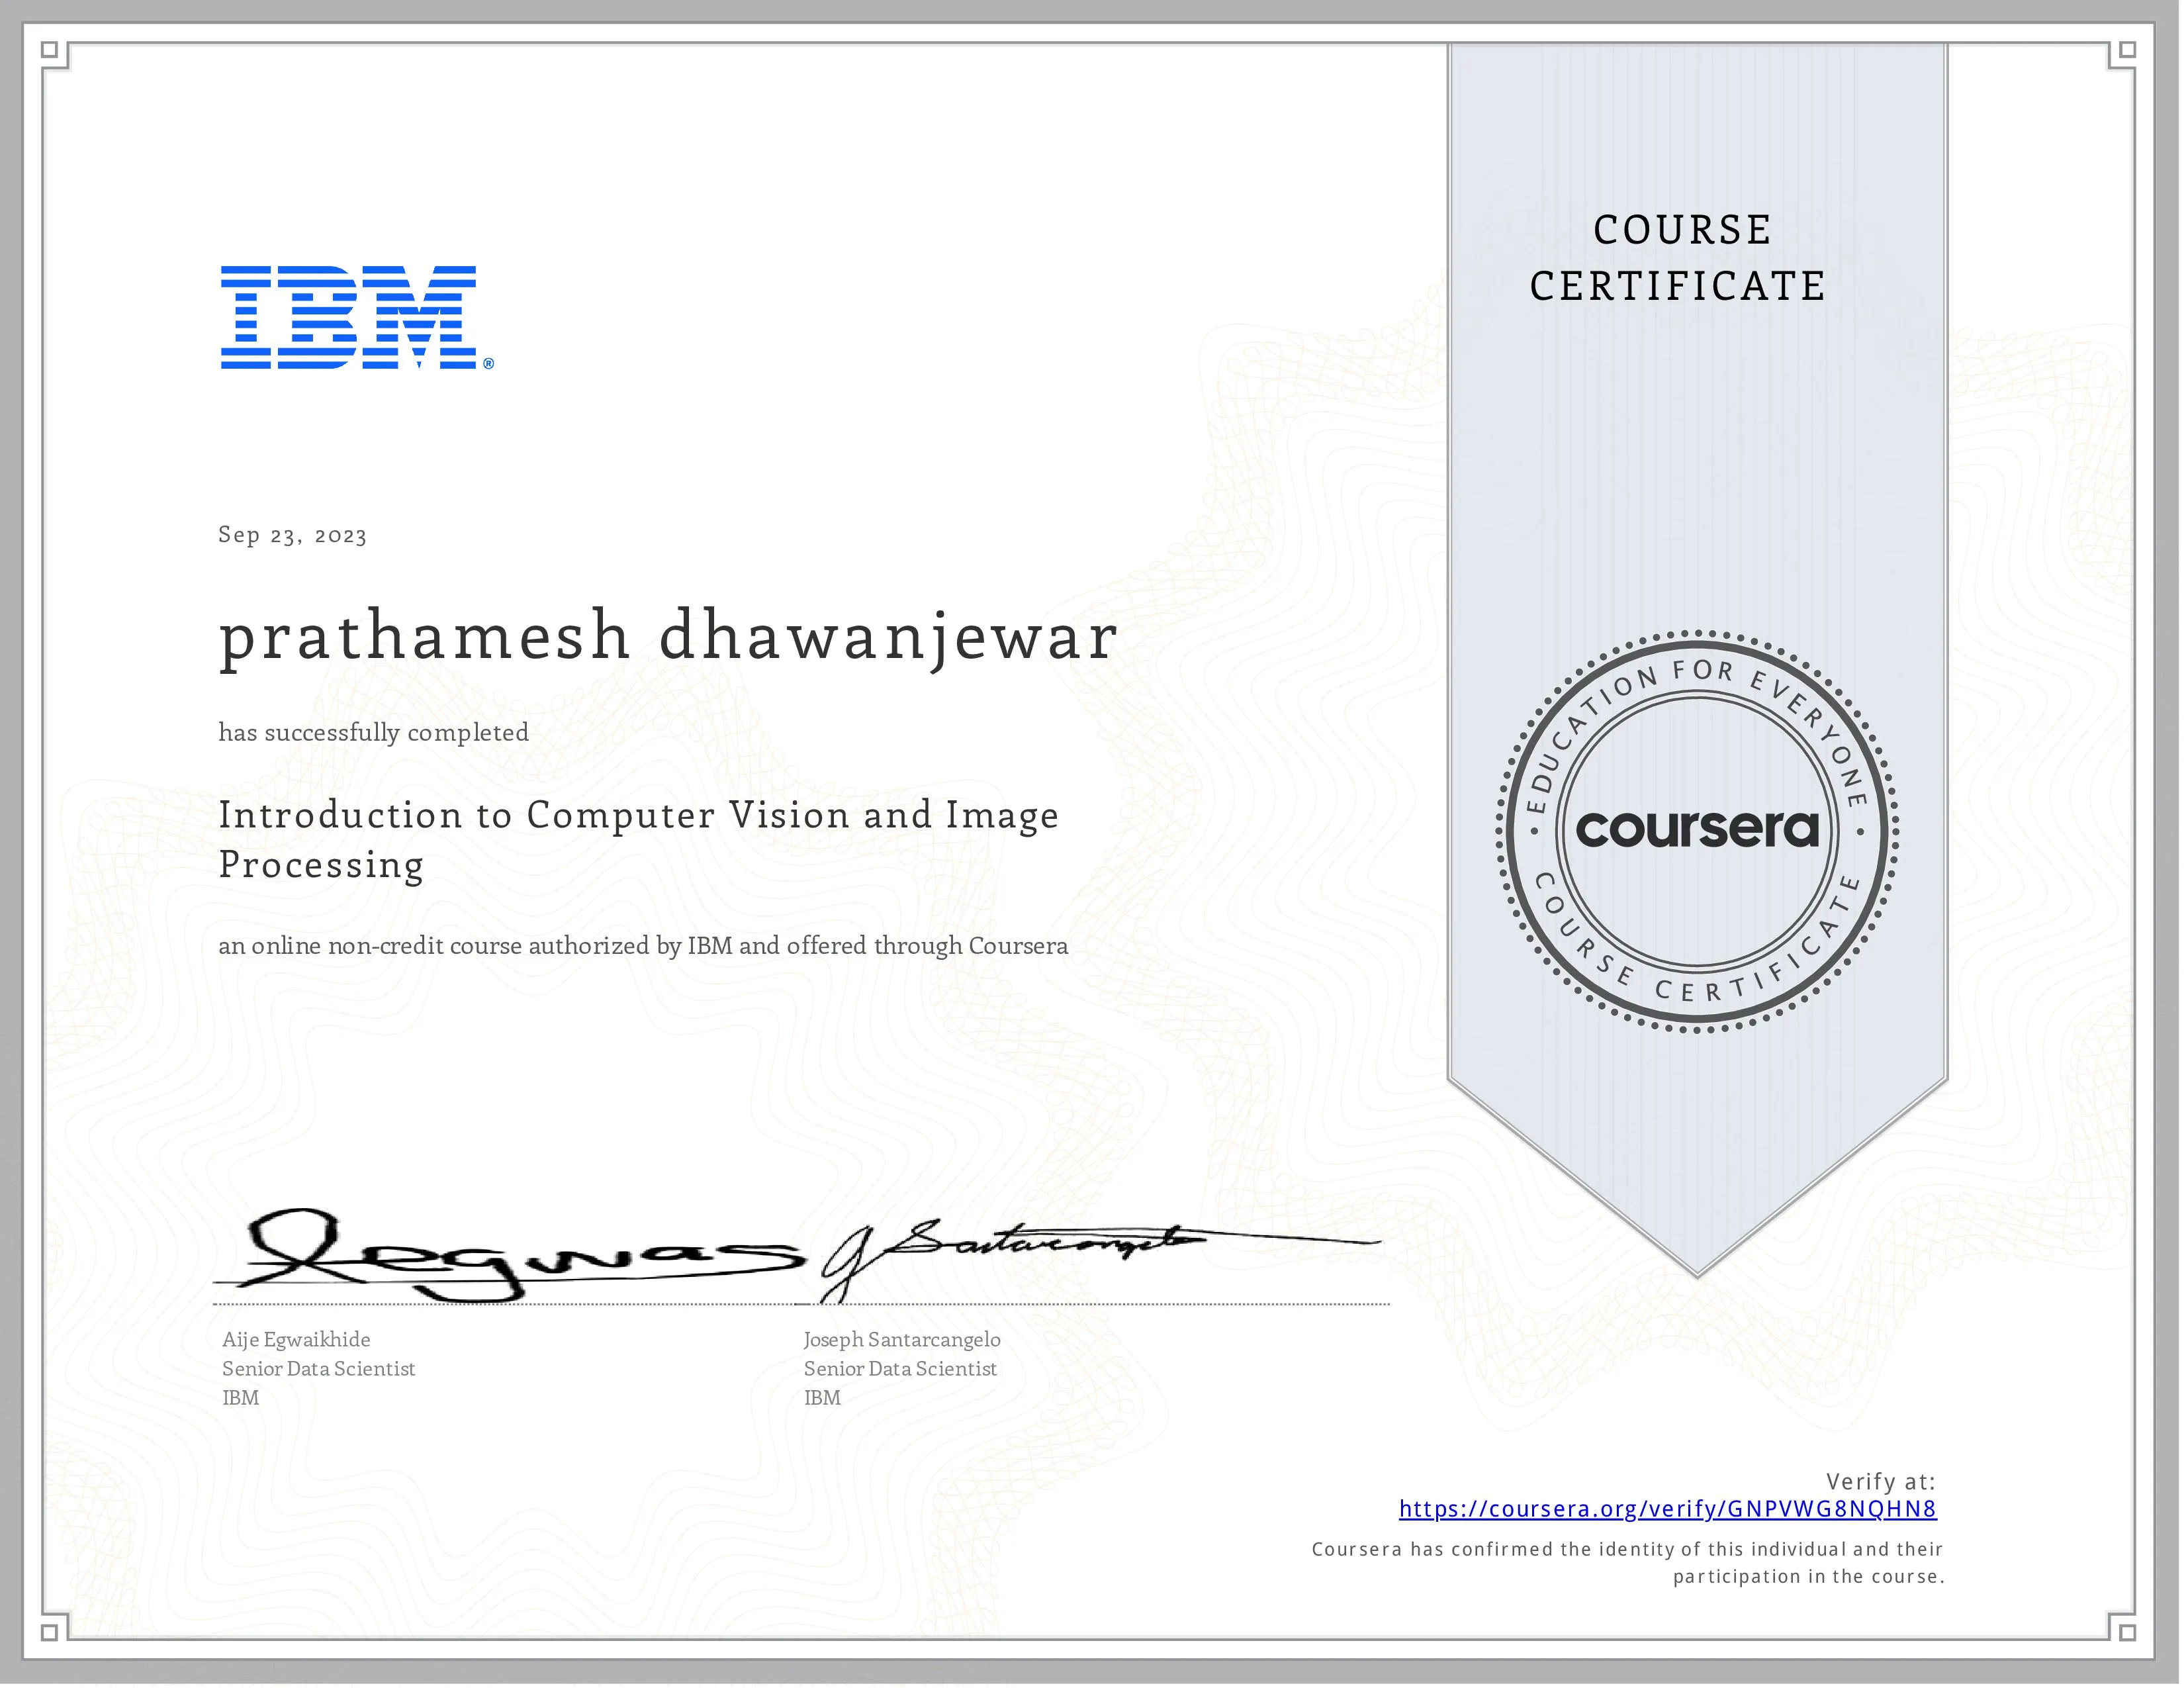 IBM®
COURSE
CERTIFICATE
Sep 23, 2023
prathamesh dhawanjewar
has successfully completed
Introduction to Computer Vision and Image
Processing
an online non-credit course authorized by IBM and offered through Coursera
EDUCATION FOR EVERYONE
coursera
COURSE CERTIFICATE
Aije Egwaikhide
Senior Data Scientist
IBM
J Santarcangelo
Joseph Santarcangelo
Senior Data Scientist
IBM
Verify at:
https://coursera.org/verify/GNPVWG8NQHN8
Coursera has confirmed the identity of this individual and their
participation in the course.